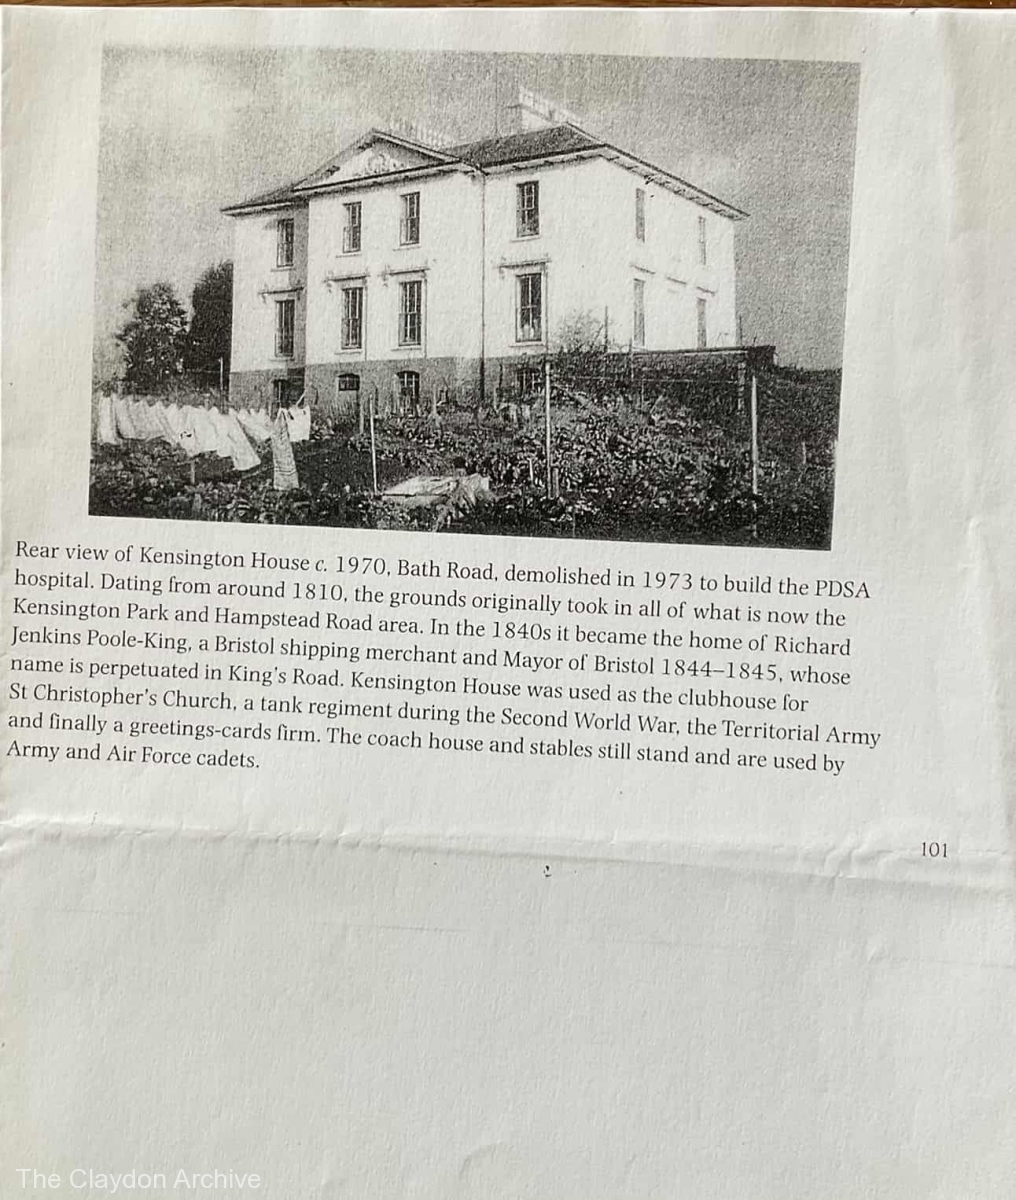 Rear view of Kensington House c. 1970, Bath Road, demolished in 1973 to build the PDSA
hospital. Dating from around 1810, the grounds originally took in all of what is now the
Kensington Park and Hampstead Road area. In the 1840s it became the home of Richard
Jenkins Poole-King, a Bristol shipping merchant and Mayor of Bristol 1844–1845, whose
name is perpetuated in King's Road. Kensington House was used as the clubhouse for
St Christopher's Church, a tank regiment during the Second World War, the Territorial Army
and finally a greetings-cards firm. The coach house and stables still stand and are used by
Army and Air Force cadets.
101
The Claydon Archive